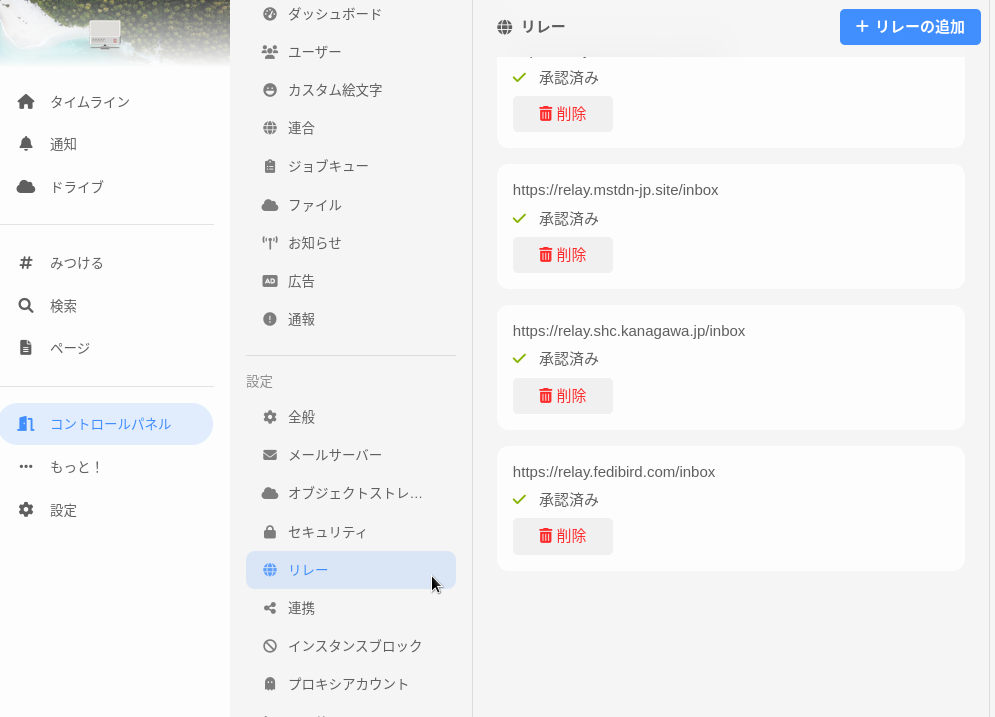 タイムライン
通知
ドライブ
みつける
検索
ページ
コントロールパネル
もっと！
設定
ダッシュボード
ユーザー
カスタム絵文字
連合
ジョブキュー
ファイル
お知らせ
広告
通報
設定
全般
メールサーバー
オブジェクトストレ...
セキュリティ
リレー
連携
インスタンスブロック
プロキシアカウント
リレー
リレーの追加
承認済み
削除
https://relay.mstdn-jp.site/inbox
承認済み
削除
https://relay.shc.kanagawa.jp/inbox
承認済み
削除
https://relay.fedibird.com/inbox
承認済み
削除